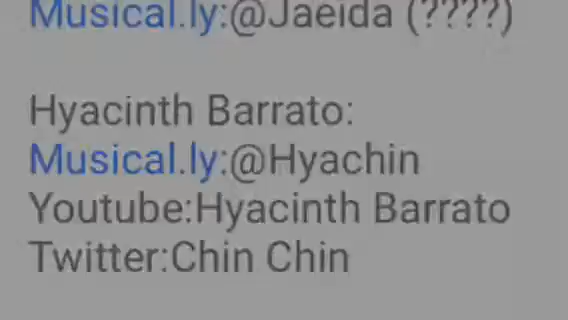 Musical.ly:@Jaeida (????)
Hyacinth Barrato:
Musical.ly:@Hyachin
Youtube:Hyacinth Barrato
Twitter:Chin Chin